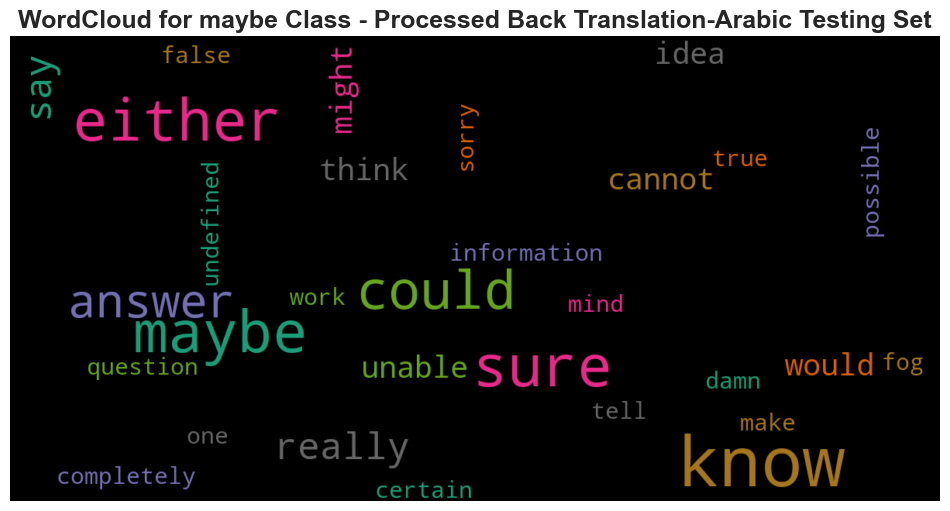 WordCloud for maybe Class - Processed Back Translation-Arabic Testing Set
say
false
might
idea
either
sorry
think
true
cannot
possible
undefined
information
answer
work
could
mind
maybe
question
unable
sure
would
fog
damn
tell
make
one
really
know
completely
certain